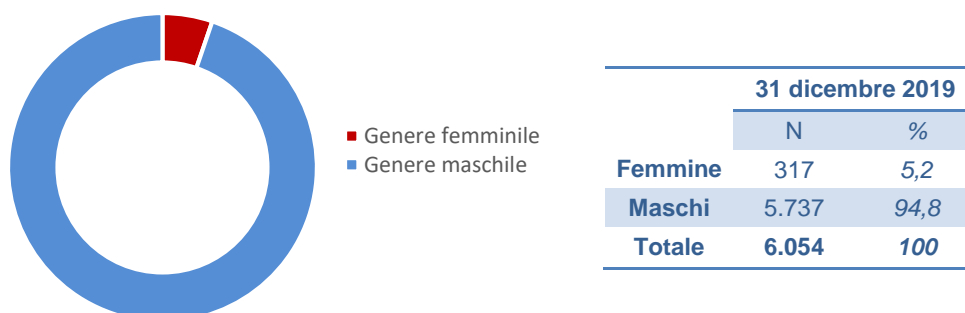 Genere femminile
Genere maschile
31 dicembre 2019
N %
Femmine 317 5,2
Maschi 5.737 94,8
Totale 6.054 100